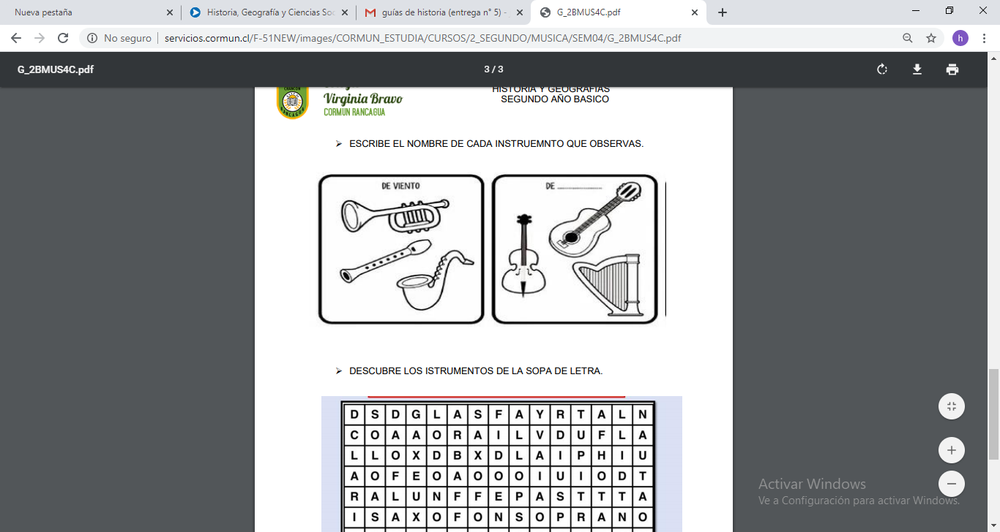 Nueva pestaña
Historia, Geografía y Ciencias Soc
guías de historia (entrega n° 5) -
G_2BMUS4C.pdf
No seguro
servicios.cormun.cl/F-51NEW/images/CORMUN_ESTUDIA/CURSOS/2_SEGUNDO/MUSICA/SEM04/G_2BMUS4C.pdf
h
G_2BMUS4C.pdf
3 / 3
Virginia Bravo
CORMUN RANCAGUA
HISTORIA Y GEOGRAFIAS
SEGUNDO AÑO BASICO
ESCRIBE EL NOMBRE DE CADA INSTRUEMNTO QUE OBSERVAS.
DE VIENTO
DE
DESCUBRE LOS ISTRUMENTOS DE LA SOPA DE LETRA.
D S D G L A S F A Y R T A L N
C O A A O R A I L V D U F L A
L L O X D B X D L A I P H I U
A O F E O A O O O I U I O D T
R A L U N F F E P A S T T T A
I S A X O F O N S O P R A N O
Activar Windows
Ve a Configuración para activar Windows.